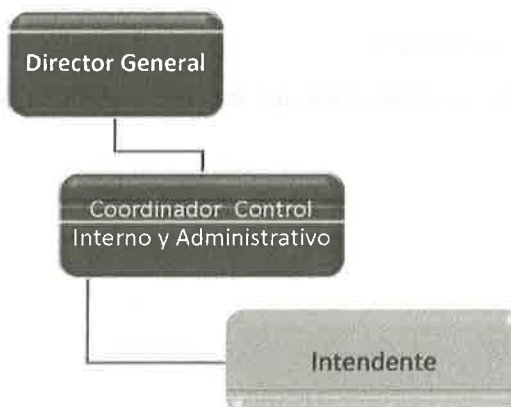 Director General
Coordinador Control
Interno y Administrativo
Intendente